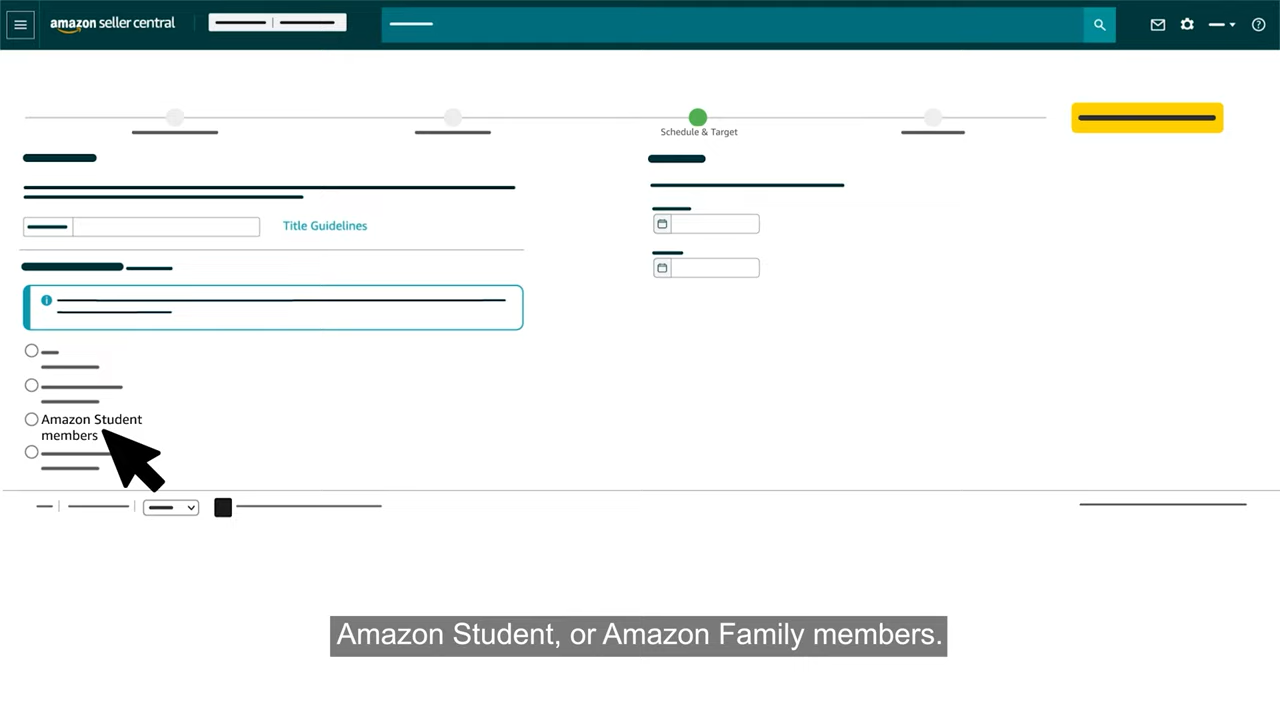 amazon seller central
Schedule & Target
Title Guidelines
Amazon Student
members
Amazon Student, or Amazon Family members.